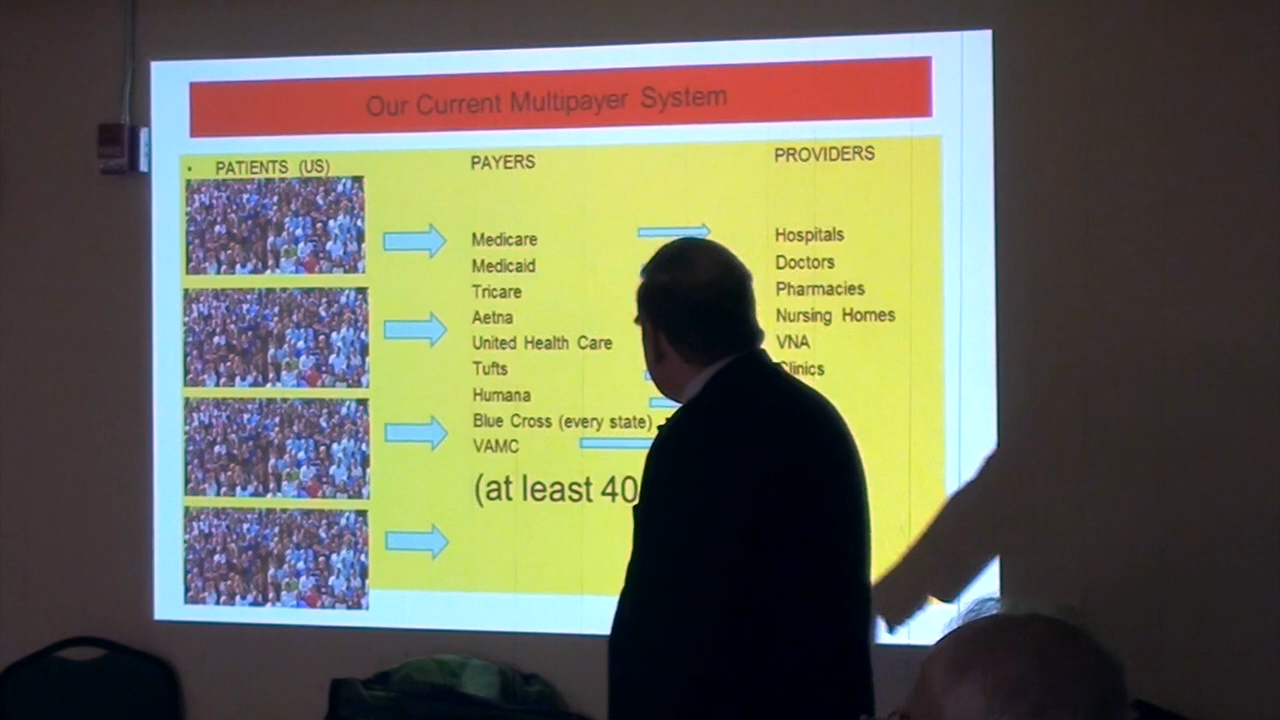 Our Current Multipayer System
• PATIENTS (US)
PAYERS
Medicare
Medicaid
Tricare
Aetna
United Health Care
Tufts
Humana
Blue Cross (every state)
VAMC
(at least 40
PROVIDERS
Hospitals
Doctors
Pharmacies
Nursing Homes
VNA
Clinics